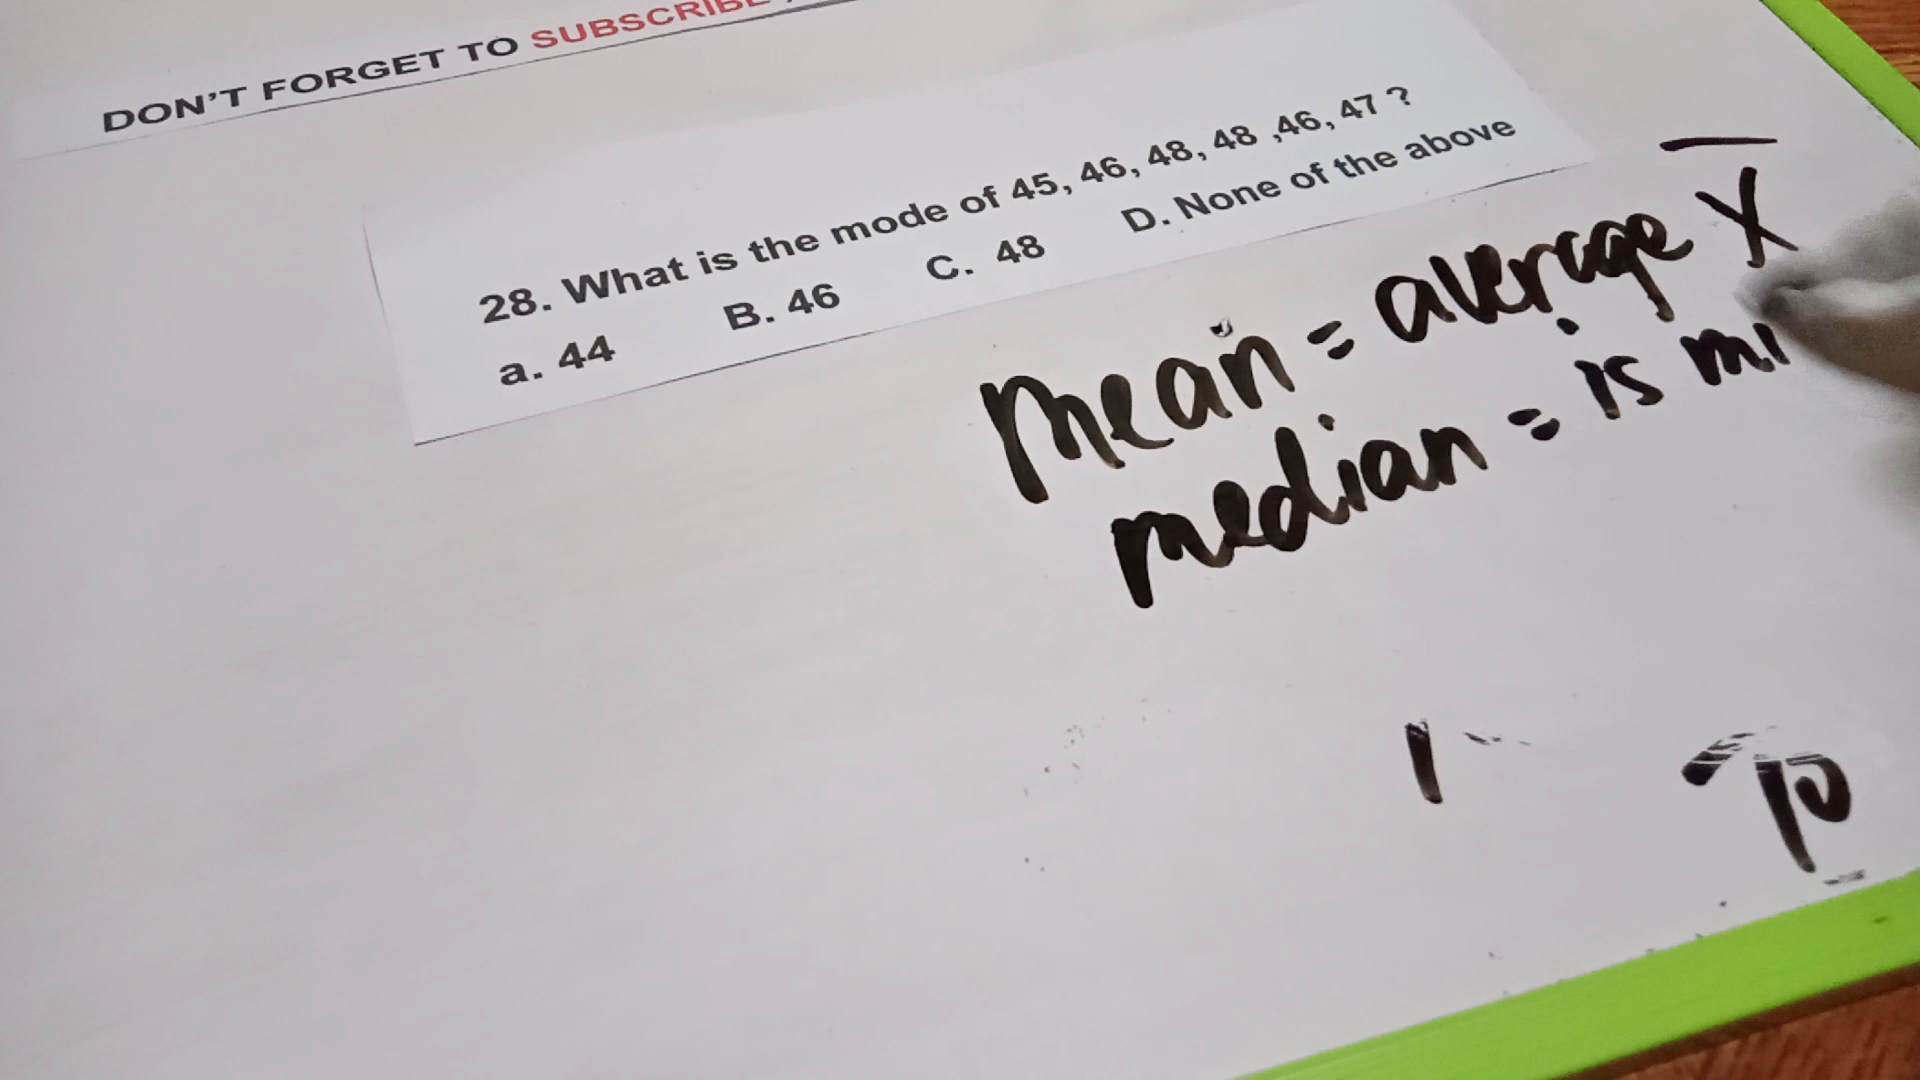 DON'T FORGET TO SUBSCRIBE
28. What is the mode of 45, 46, 48, 48 ,46, 47 ?
a. 44 B. 46 C. 48 D. None of the above
mean = average X
median = is mi